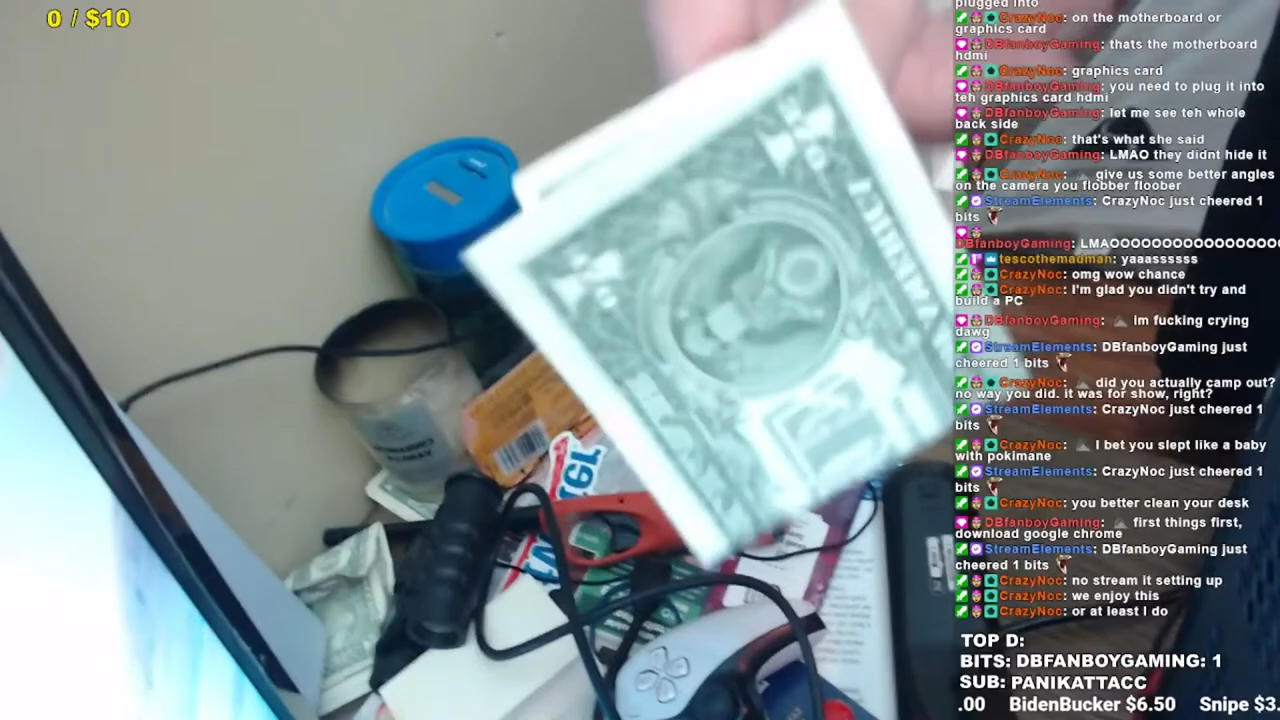 0 / $10
plugged into
CrazyNoc: on the motherboard or
graphics card
DBfanboyGaming: thats the motherboard
hdmi
CrazyNoc: graphics card
DBfanboyGaming: you need to plug it into
teh graphics card hdmi
DBfanboyGaming: let me see teh whole
back side
CrazyNoc: that's what she said
DBfanboyGaming: LMAO they didnt hide it
CrazyNoc: give us some better angles
on the camera you flobber floober
StreamElements: CrazyNoc just cheered 1
bits
DBfanboyGaming: LMAOOOOOOOOOOOOOOOOO
tescothemadman: yaaassssss
CrazyNoc: omg wow chance
CrazyNoc: I'm glad you didn't try and
build a PC
DBfanboyGaming: im fucking crying
dawg
StreamElements: DBfanboyGaming just
cheered 1 bits
CrazyNoc: did you actually camp out?
no way you did. it was for show, right?
StreamElements: CrazyNoc just cheered 1
bits
CrazyNoc: I bet you slept like a baby
with pokimane
StreamElements: CrazyNoc just cheered 1
bits
CrazyNoc: you better clean your desk
DBfanboyGaming: first things first,
download google chrome
StreamElements: DBfanboyGaming just
cheered 1 bits
CrazyNoc: no stream it setting up
CrazyNoc: we enjoy this
CrazyNoc: or at least I do
TOP D:
BITS: DBFANBOYGAMING: 1
SUB: PANIKATTACC
.00 BidenBucker $6.50 Snipe $3.